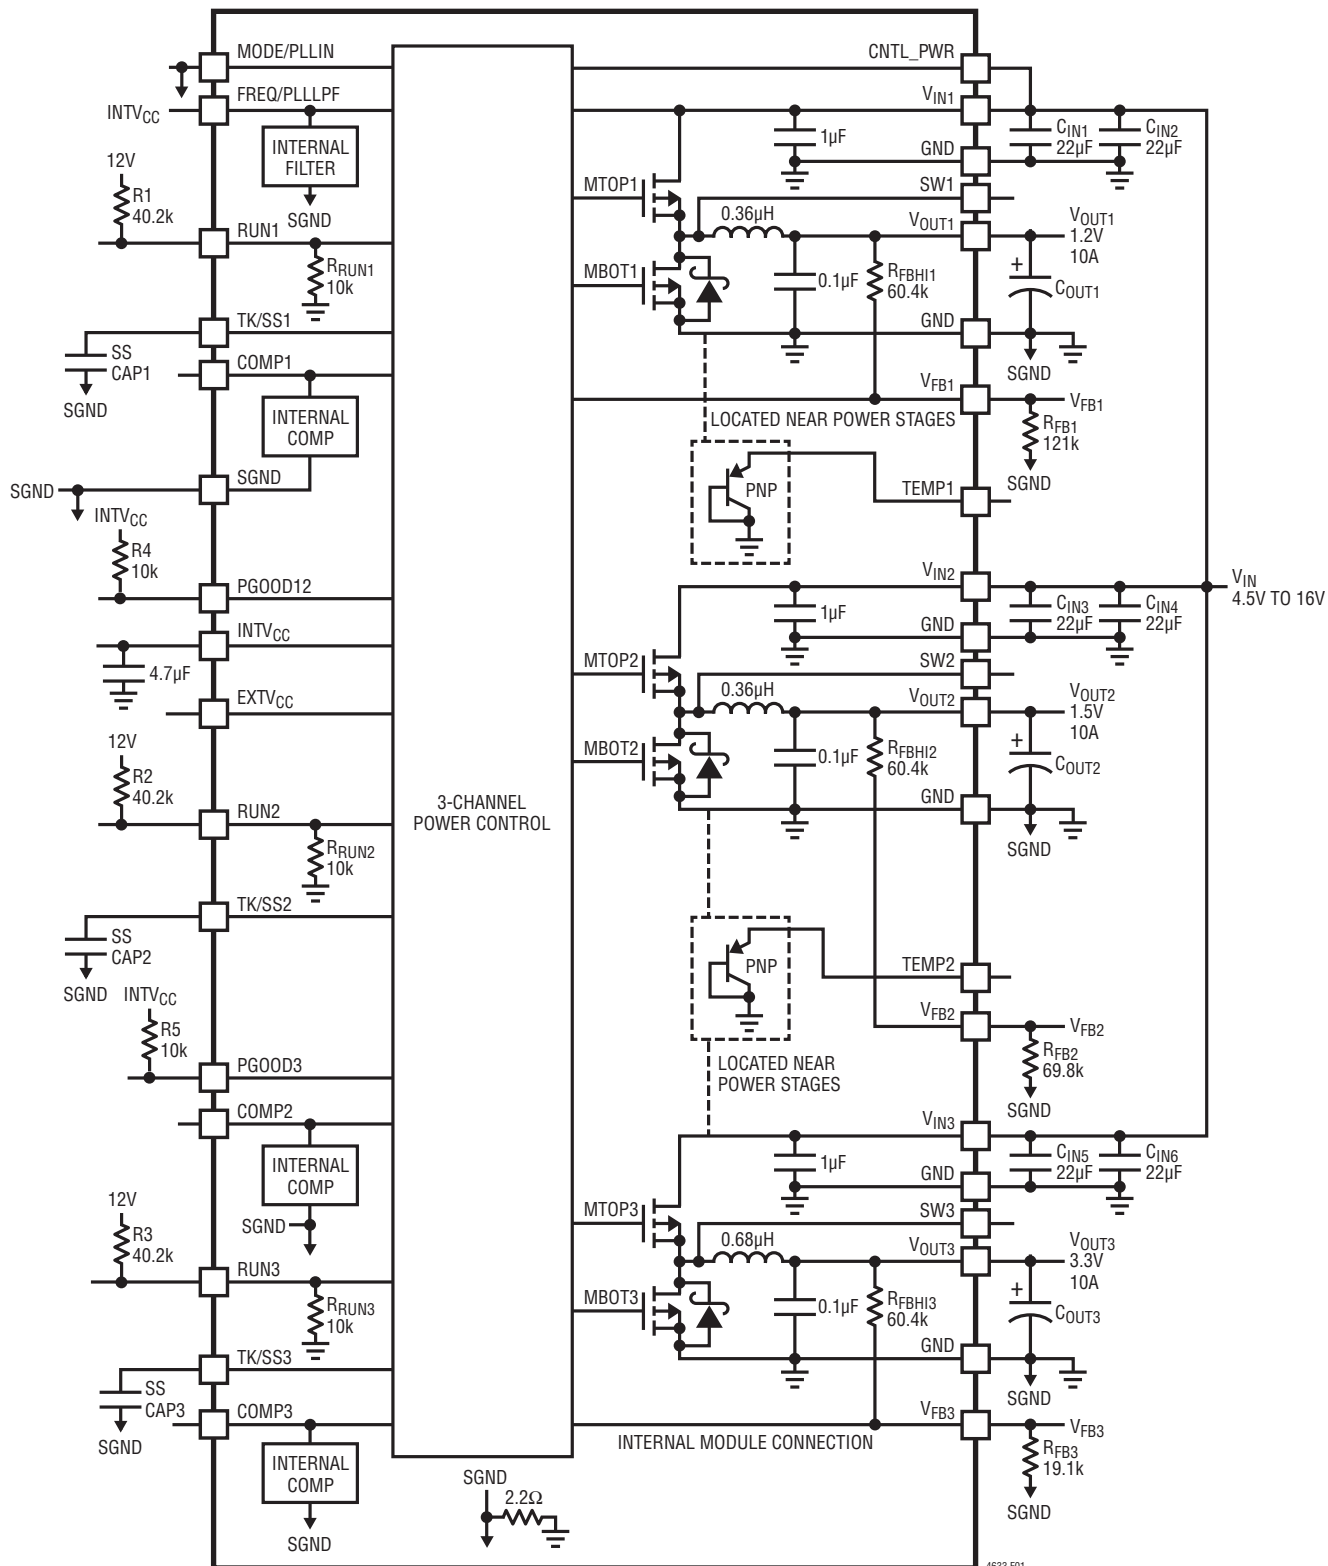 MODE/PLLIN
CNTL_PWR
FREQ/PLLLPF
INTVCC
VIN1
INTERNAL
FILTER
SGND
1µF
CIN1
22µF
CIN2
22µF
GND
12V
R1
40.2k
MTOP1
SW1
0.36µH
VOUT1
VOUT1
1.2V
10A
RUN1
RRUN1
10k
MBOT1
0.1µF
RFBHI1
60.4k
COUT1
TK/SS1
GND
SS
CAP1
SGND
COMP1
SGND
INTERNAL
COMP
VFB1
VFB1
LOCATED NEAR POWER STAGES
RFB1
121k
SGND
SGND
SGND
PNP
TEMP1
INTVCC
R4
10k
PGOOD12
VIN2
VIN
4.5V TO 16V
1µF
CIN3
22µF
CIN4
22µF
INTVCC
4.7µF
GND
MTOP2
SW2
0.36µH
EXTVCC
VOUT2
VOUT2
1.5V
10A
12V
R2
40.2k
MBOT2
0.1µF
RFBHI2
60.4k
COUT2
3-CHANNEL
POWER CONTROL
GND
RUN2
RRUN2
10k
SGND
TK/SS2
SS
CAP2
SGND
PNP
TEMP2
INTVCC
R5
10k
VFB2
VFB2
PGOOD3
LOCATED NEAR
POWER STAGES
RFB2
69.8k
SGND
COMP2
VIN3
INTERNAL
COMP
SGND
1µF
CIN5
22µF
CIN6
22µF
GND
12V
R3
40.2k
MTOP3
SW3
0.68µH
VOUT3
VOUT3
3.3V
10A
RUN3
RRUN3
10k
MBOT3
0.1µF
RFBHI3
60.4k
COUT3
TK/SS3
GND
SS
CAP3
SGND
SGND
COMP3
VFB3
VFB3
INTERNAL MODULE CONNECTION
INTERNAL
COMP
SGND
RFB3
19.1k
SGND
SGND
2.2Ω
4633 F01